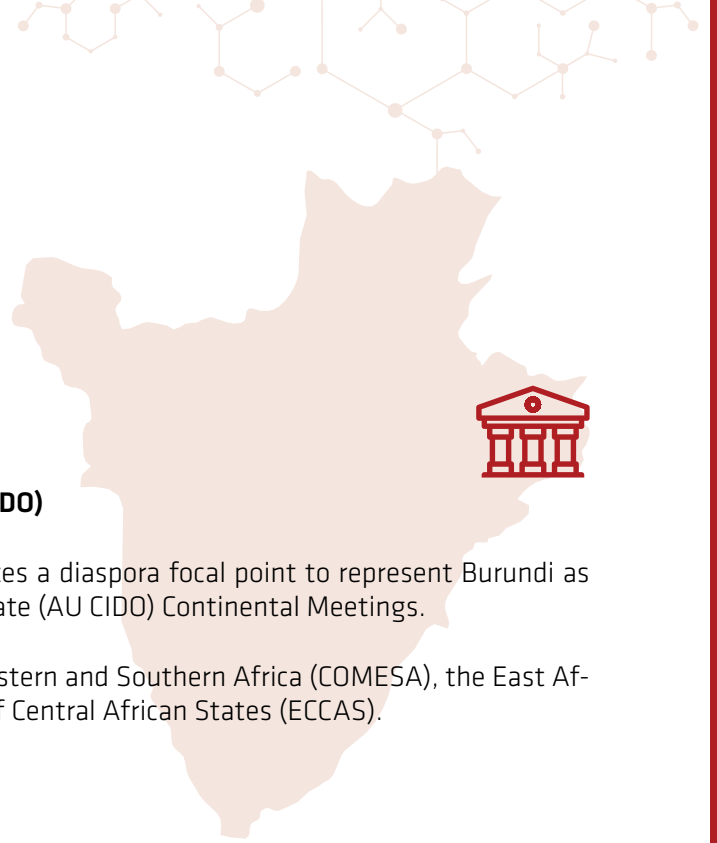 DO)
es a diaspora focal point to represent Burundi as
ate (AU CIDO) Continental Meetings.
stern and Southern Africa (COMESA), the East Af-
f Central African States (ECCAS).